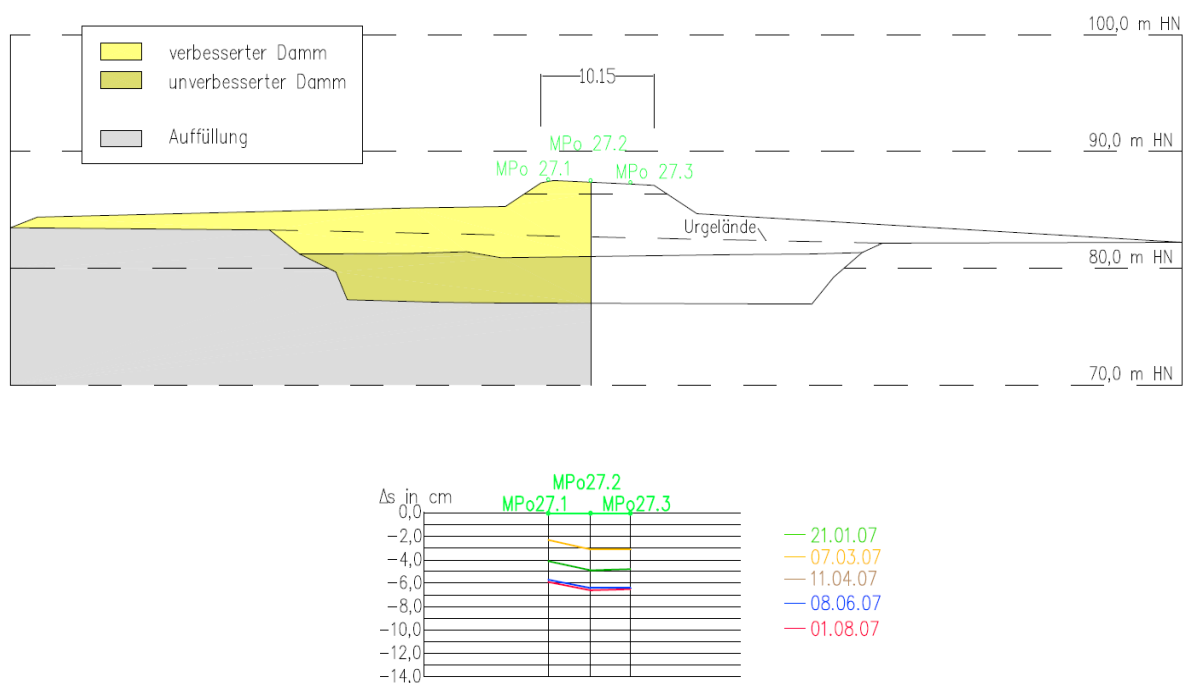 100,0 m HN
verbesserter Damm
unverbesserter Damm
Auffüllung
10.15
90,0 m HN
MPo 27.2
MPo 27.1
MPo 27.3
Urgelände
80,0 m HN
70,0 m HN
Δs in cm
MPo27.2
MPo27.1
MPo27.3
0,0
-2,0
-4,0
-6,0
-8,0
-10,0
-12,0
-14,0
21.01.07
07.03.07
11.04.07
08.06.07
01.08.07